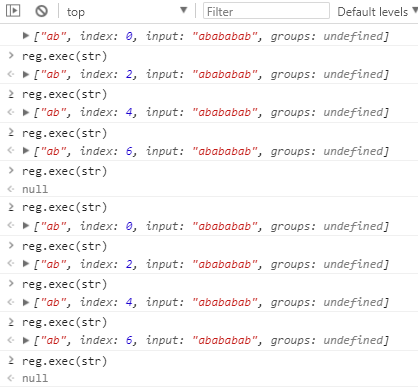 top Filter Default levels
["ab", index: 0, input: "abababab", groups: undefined]
reg.exec(str)
["ab", index: 2, input: "abababab", groups: undefined]
reg.exec(str)
["ab", index: 4, input: "abababab", groups: undefined]
reg.exec(str)
["ab", index: 6, input: "abababab", groups: undefined]
reg.exec(str)
null
reg.exec(str)
["ab", index: 0, input: "abababab", groups: undefined]
reg.exec(str)
["ab", index: 2, input: "abababab", groups: undefined]
reg.exec(str)
["ab", index: 4, input: "abababab", groups: undefined]
reg.exec(str)
["ab", index: 6, input: "abababab", groups: undefined]
reg.exec(str)
null